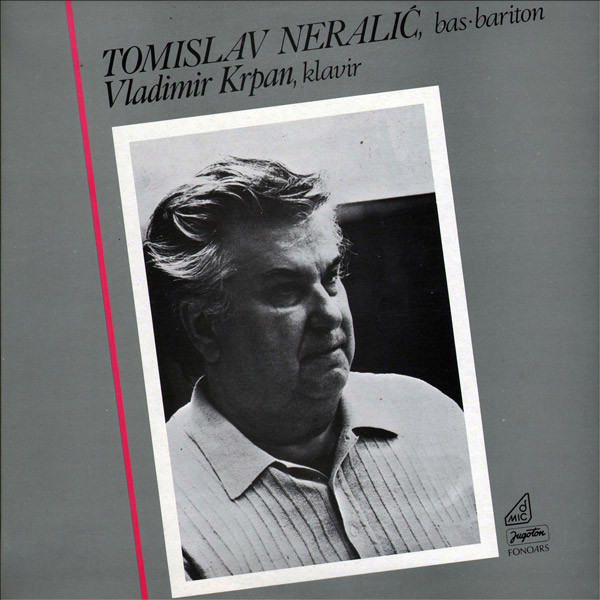 TOMISLAV NERALIĆ, bas·bariton
Vladimir Krpan, klavir
d
MIC
Jugoton
FONOARS